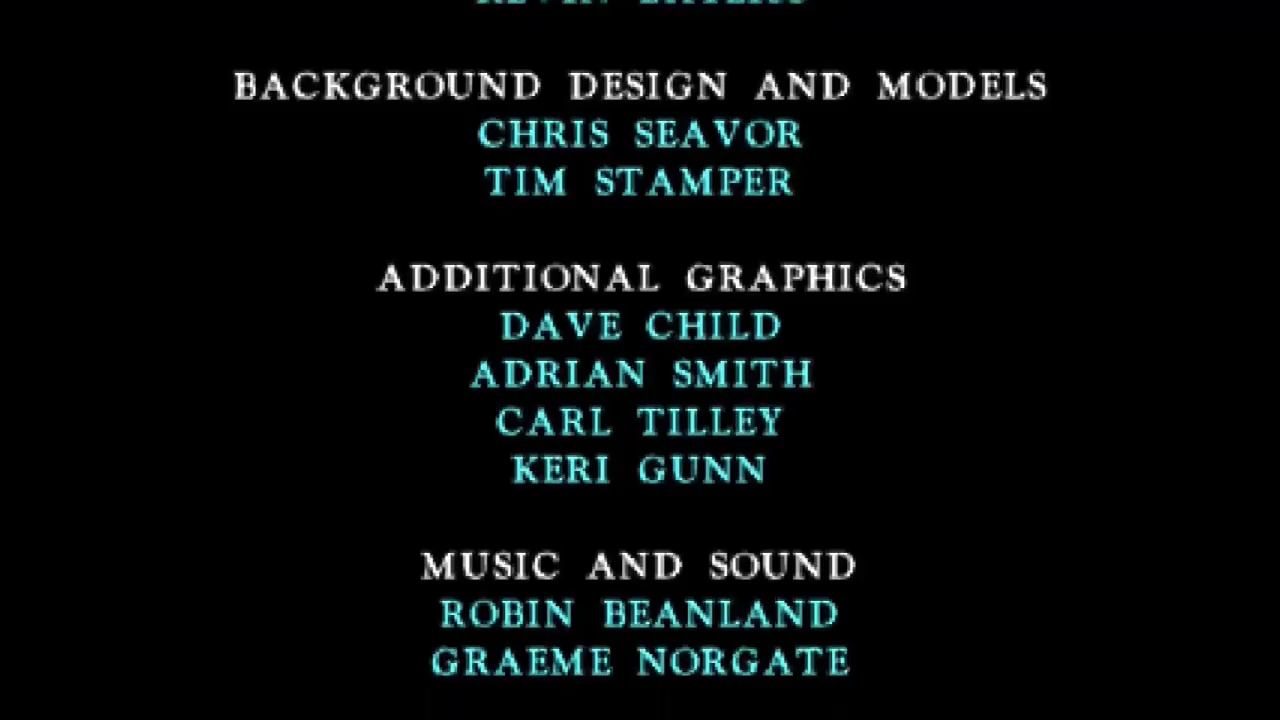 BACKGROUND DESIGN AND MODELS
CHRIS SEAVOR
TIM STAMPER
ADDITIONAL GRAPHICS
DAVE CHILD
ADRIAN SMITH
CARL TILLEY
KERI GUNN
MUSIC AND SOUND
ROBIN BEANLAND
GRAEME NORGATE